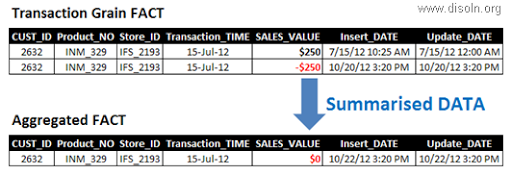 www.disoln.org
Transaction Grain FACT
CUST_ID Product_NO Store_ID Transaction_TIME SALES_VALUE Insert_DATE Update_DATE
2632 INM_329 IFS_2193 15-Jul-12 $250 7/15/12 10:25 AM 7/15/12 12:00 AM
2632 INM_329 IFS_2193 15-Jul-12 -$250 10/20/12 3:20 PM 10/20/12 3:20 PM
Summarised DATA
Aggregated FACT
CUST_ID Product_NO Store_ID Transaction_TIME SALES_VALUE Insert_DATE Update_DATE
2632 INM_329 IFS_2193 15-Jul-12 $0 10/22/12 3:20 PM 10/22/12 3:20 PM